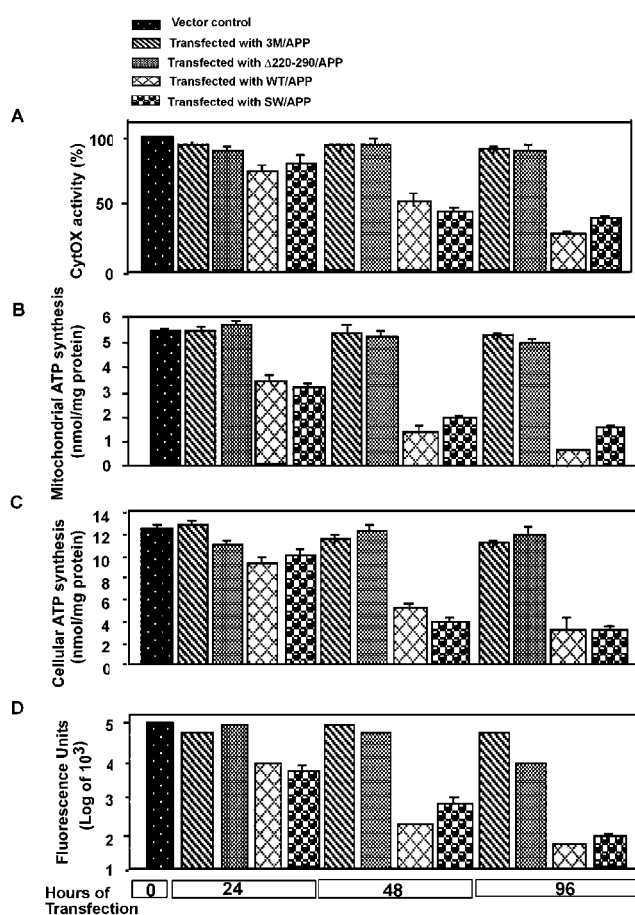 Vector control
Transfected with 3M/APP
Transfected with Δ220-290/APP
Transfected with WT/APP
Transfected with SW/APP
A
CytOX activity (%)
100
50
0
B
Mitochondrial ATP synthesis
(nmol/mg protein)
6
5
4
3
2
1
0
C
Cellular ATP synthesis
(nmol/mg protein)
14
12
10
8
6
4
2
0
D
Fluorescence Units
(Log of 10³)
5
4
3
2
1
Hours of
Transfection
0
24
48
96